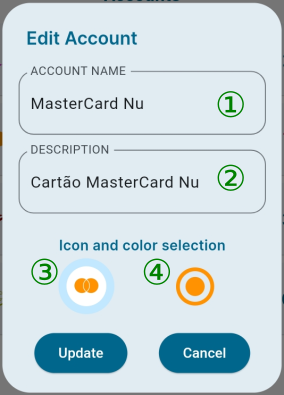 Edit Account
ACCOUNT NAME
MasterCard Nu ①
DESCRIPTION
Cartão MasterCard Nu ②
Icon and color selection
③ ④
Update Cancel